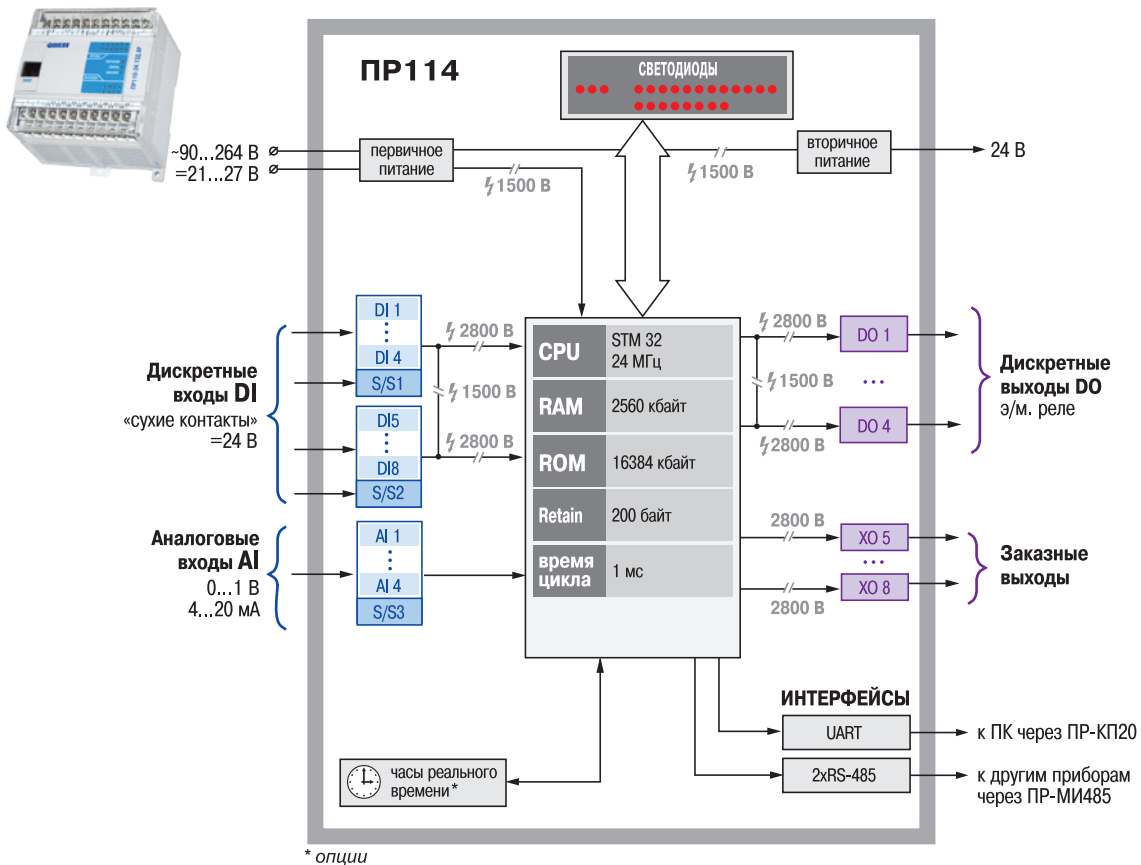 ОВЕН
ПР110-24.12Д.8Р
ПР114
СВЕТОДИОДЫ
~90...264 В
=21...27 В
первичное
питание
1500 В
1500 В
вторичное
питание
24 В
Дискретные
входы DI
«сухие контакты»
=24 В
DI 1
DI 4
S/S1
DI5
DI8
S/S2
2800 В
1500 В
2800 В
Аналоговые
входы AI
0...1 В
4...20 мА
AI 1
AI 4
S/S3
CPU
STM 32
24 МГц
RAM
2560 кбайт
ROM
16384 кбайт
Retain
200 байт
время
цикла
1 мс
2800 В
1500 В
2800 В
DO 1
...
DO 4
Дискретные
выходы DO
э/м. реле
2800 В
2800 В
XO 5
...
XO 8
Заказные
выходы
ИНТЕРФЕЙСЫ
UART
к ПК через ПР-КП20
2xRS-485
к другим приборам
через ПР-МИ485
часы реального
времени*
* опции